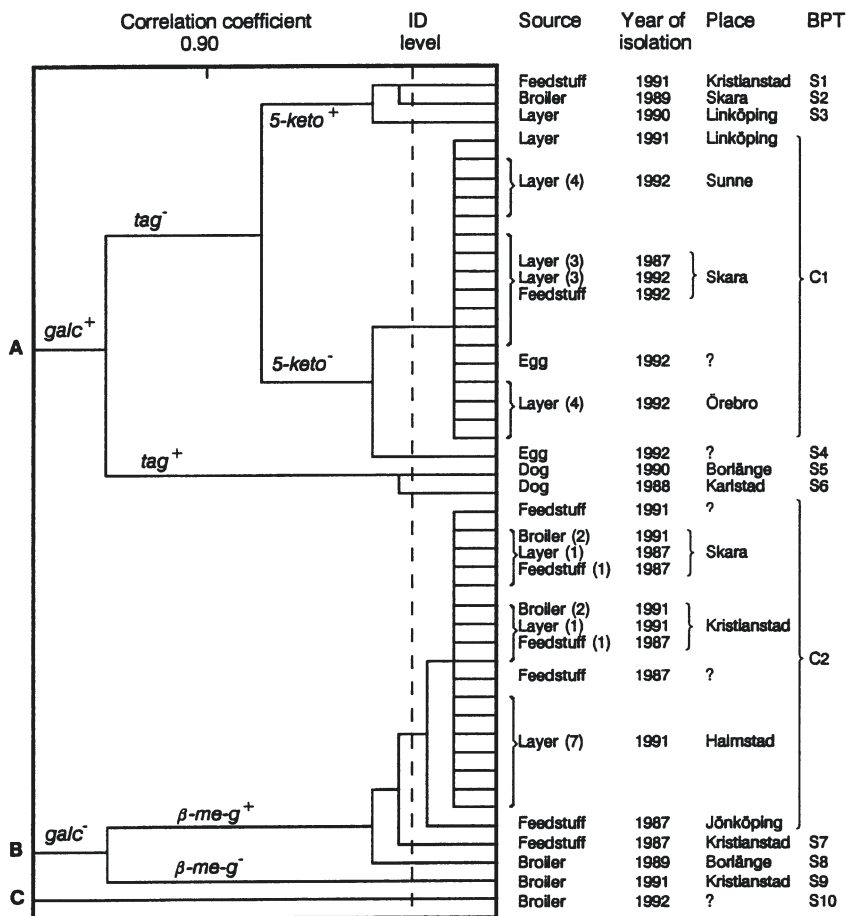 Correlation coefficient ID Source Year of Place BPT
0.90 level isolation
Feedstuff 1991 Kristianstad S1
Broiler 1989 Skara S2
5-keto+ Layer 1990 Linköping S3
Layer 1991 Linköping
Layer (4) 1992 Sunne
tag-
Layer (3) 1987
Layer (3) 1992 Skara C1
Feedstuff 1992
galc+
A
5-keto- Egg 1992 ?
Layer (4) 1992 Örebro
tag+ Egg 1992 ? S4
Dog 1990 Borlänge S5
Dog 1988 Karlstad S6
Feedstuff 1991 ?
Broiler (2) 1991
Layer (1) 1987 Skara
Feedstuff (1) 1987
Broiler (2) 1991
Layer (1) 1991 Kristianstad
Feedstuff (1) 1987
C2
Feedstuff 1987 ?
Layer (7) 1991 Halmstad
β-me-g+
Feedstuff 1987 Jönköping
galc-
B Feedstuff 1987 Kristianstad S7
β-me-g- Broiler 1989 Borlänge S8
Broiler 1991 Kristianstad S9
C Broiler 1992 ? S10